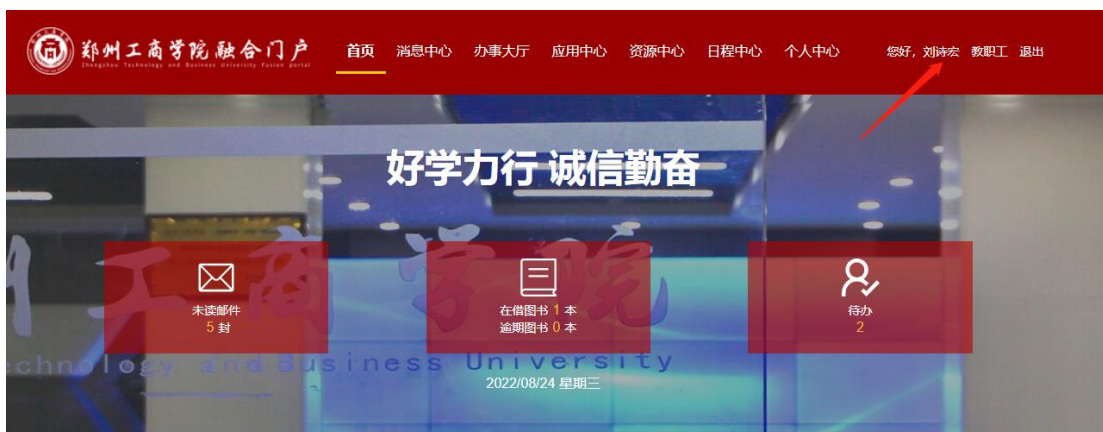 郑州工商学院融合门户
Zhengzhou Technology and Business University Fusion portal
首页 消息中心 办事大厅 应用中心 资源中心 日程中心 个人中心
您好，刘诗宏 教职工 退出
好学力行 诚信勤奋
工商学院
未读邮件
5 封
在借图书 1 本
逾期图书 0 本
待办
2
chnology and Business University
2022/08/24 星期三